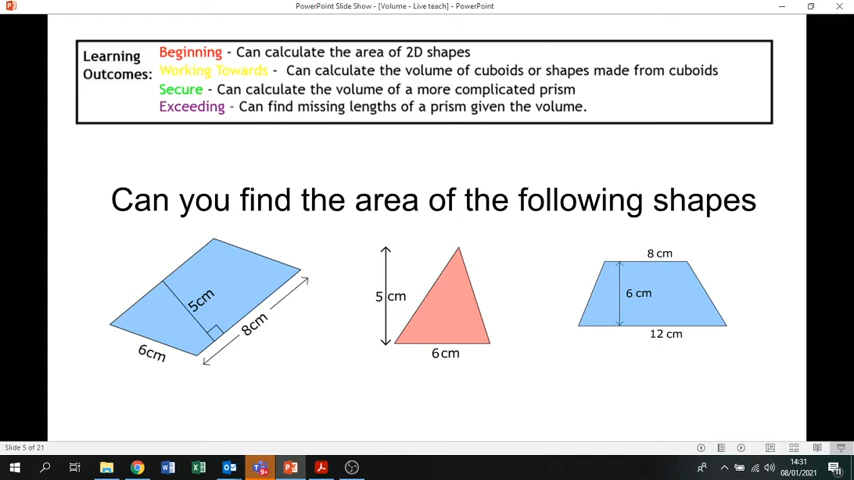 PowerPoint Slide Show - [Volume - Live teach] - PowerPoint
Learning Outcomes:
Beginning - Can calculate the area of 2D shapes
Working Towards - Can calculate the volume of cuboids or shapes made from cuboids
Secure - Can calculate the volume of a more complicated prism
Exceeding - Can find missing lengths of a prism given the volume.
Can you find the area of the following shapes
5cm
8cm
6cm
5 cm
6cm
8 cm
6 cm
12 cm
Slide 5 of 21
14:31
08/01/2021